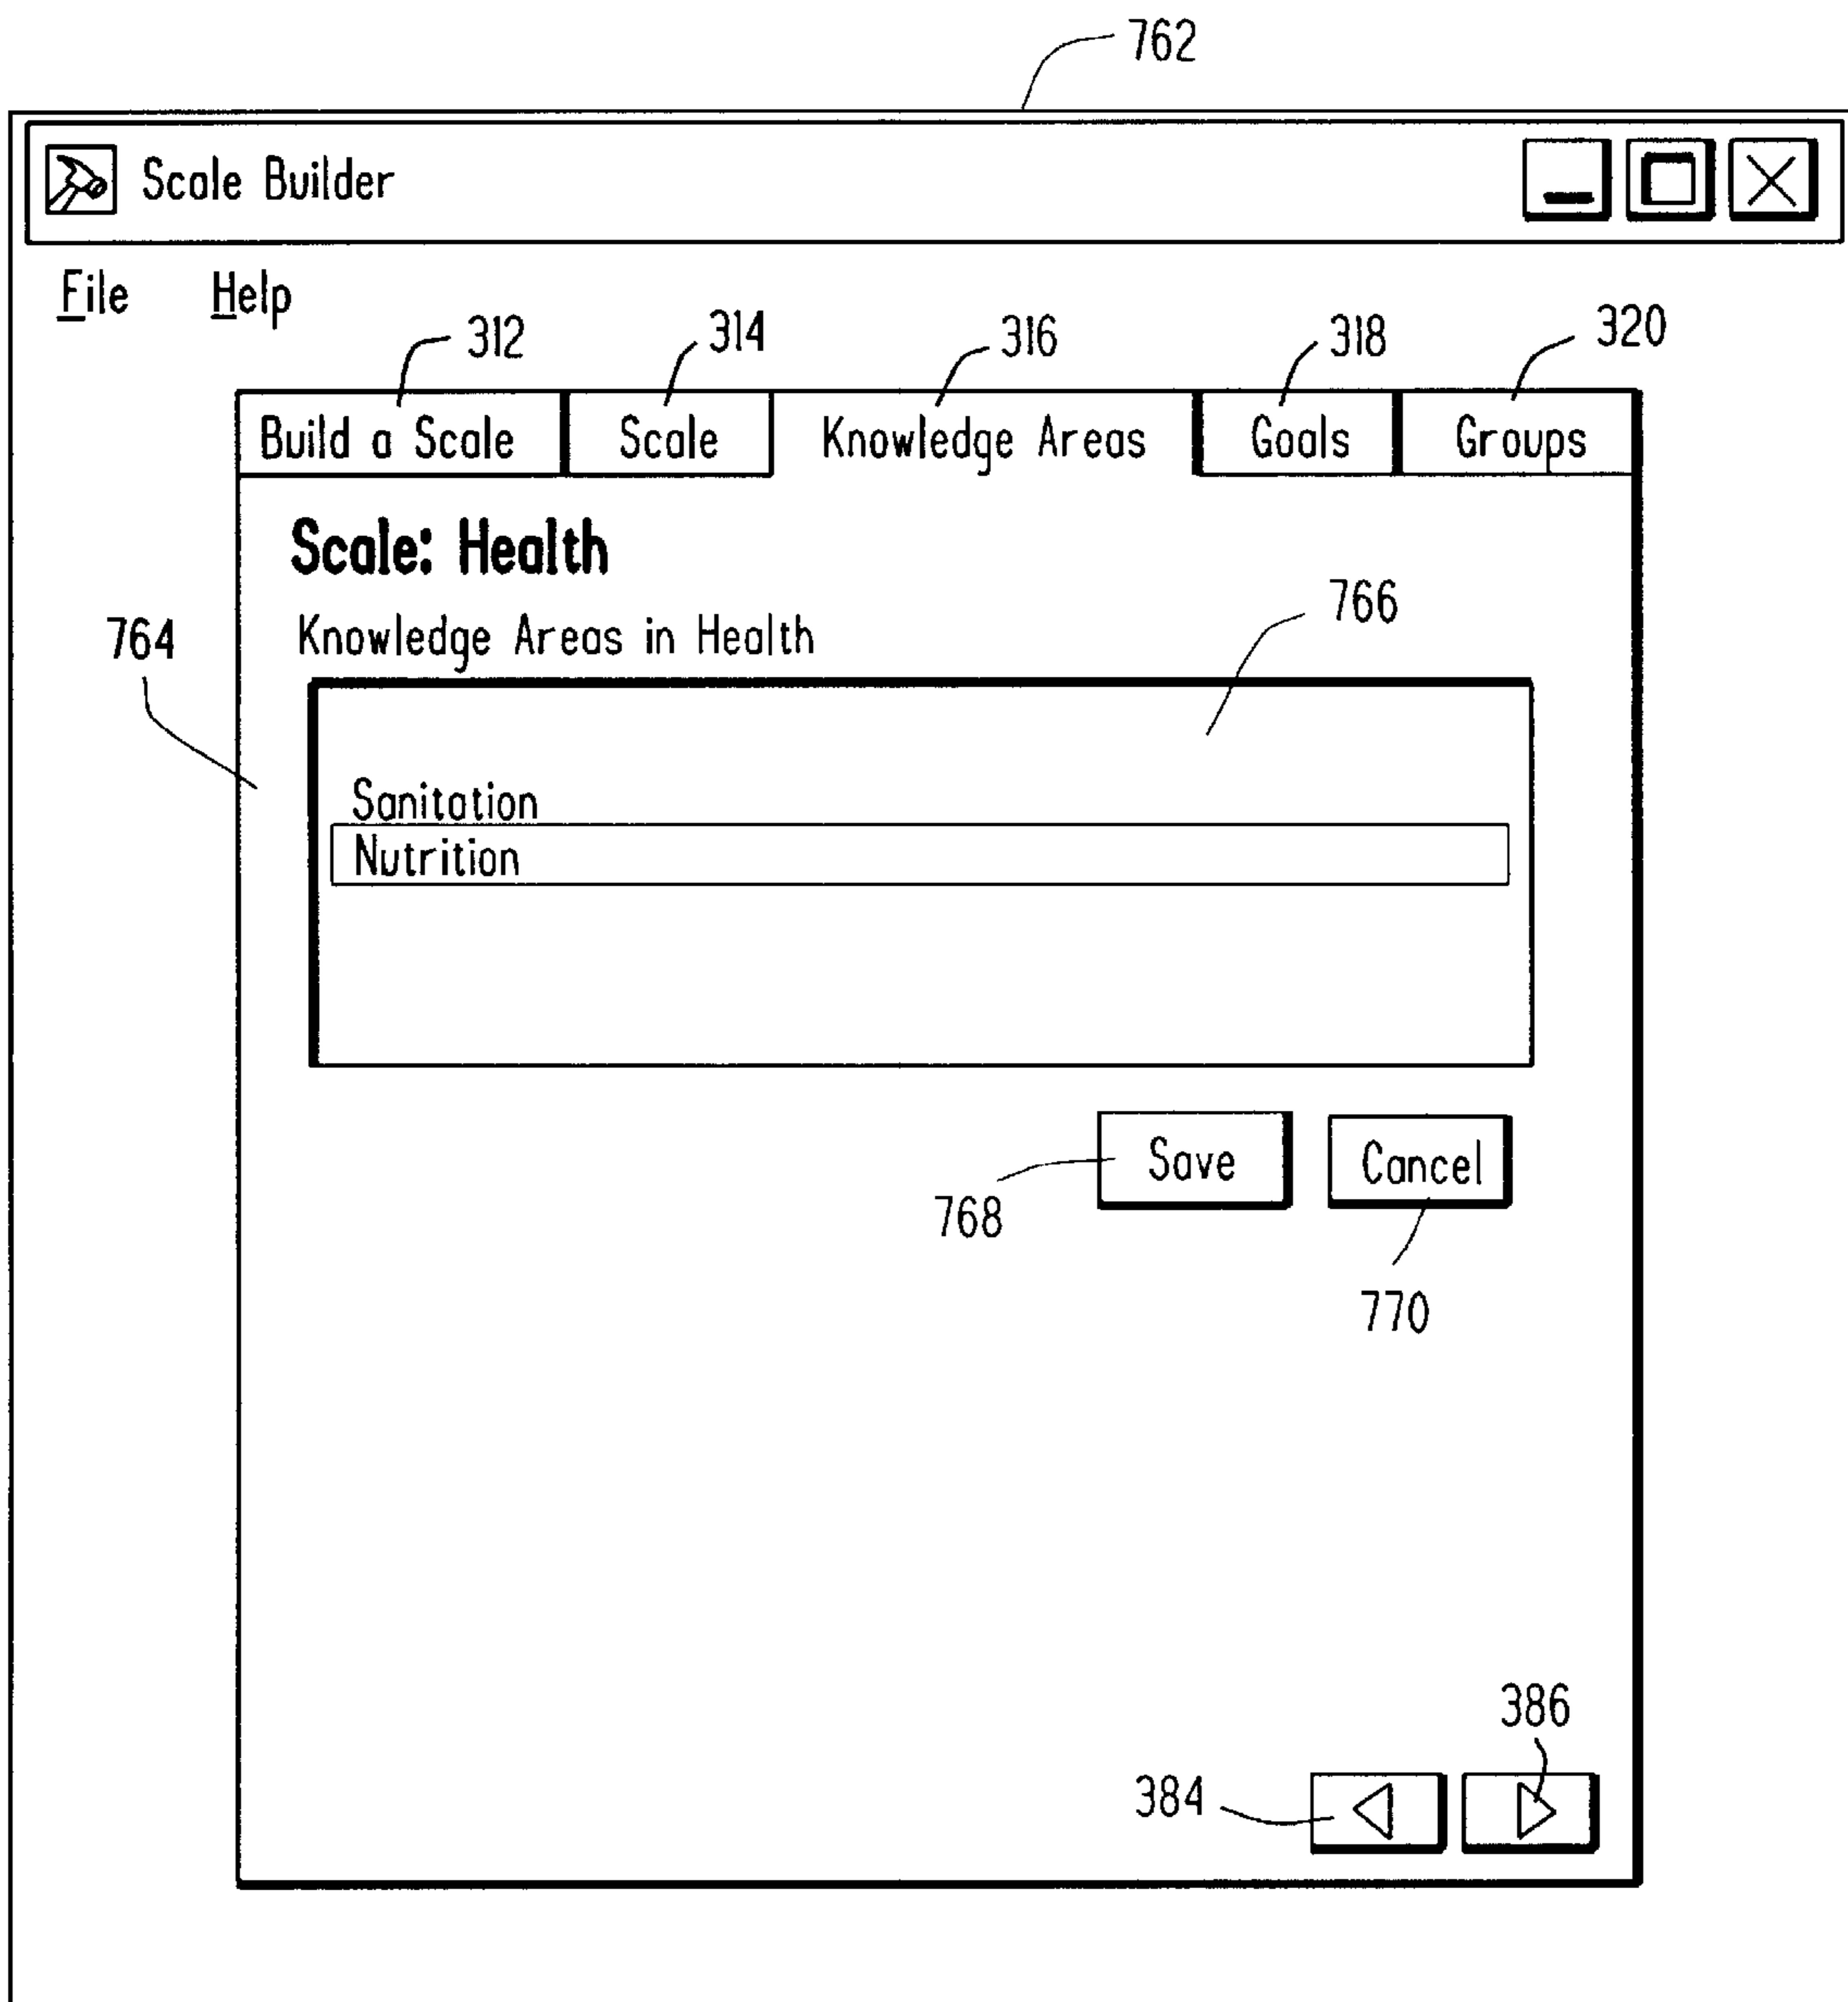 762
Scale Builder
File Help
312 314 316 318 320
Build a Scale Scale Knowledge Areas Goals Groups
Scale: Health
766
764
Knowledge Areas in Health
Sanitation
Nutrition
Save Cancel
768
770
386
384